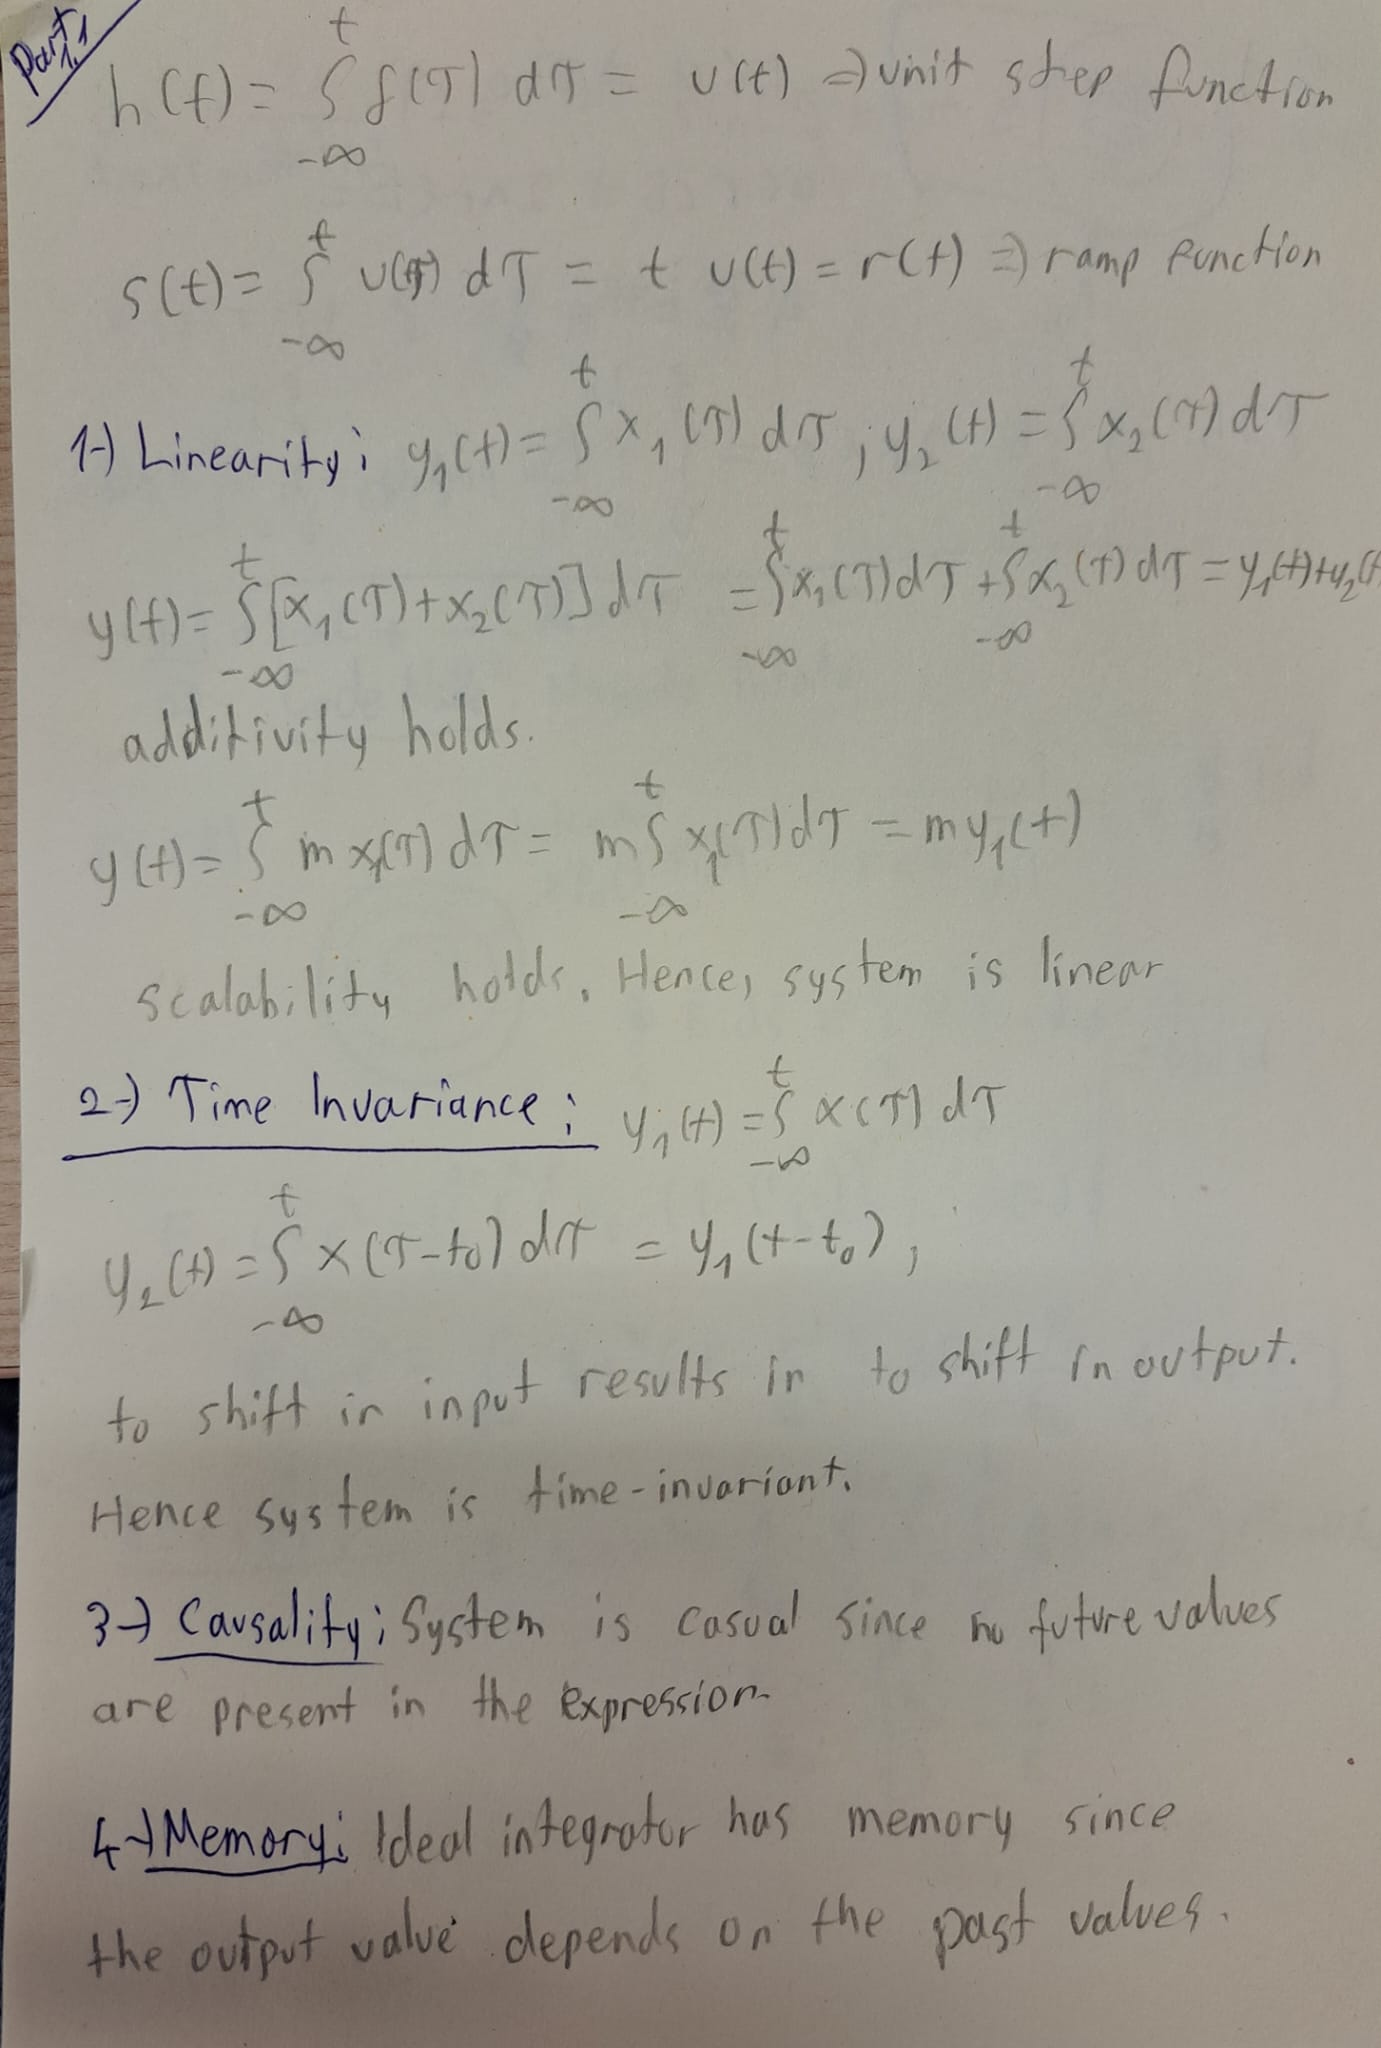 Part 1.1
h(t) = ∫_{-∞}^{t} δ(τ) dτ = u(t) ⇒ unit step function
s(t) = ∫_{-∞}^{t} u(τ) dτ = t u(t) = r(t) ⇒ ramp function
1-) Linearity: y₁(t) = ∫_{-∞}^{t} x₁(τ) dτ ; y₂(t) = ∫_{-∞}^{t} x₂(τ) dτ
y(t) = ∫_{-∞}^{t} [x₁(τ) + x₂(τ)] dτ = ∫_{-∞}^{t} x₁(τ) dτ + ∫_{-∞}^{t} x₂(τ) dτ = y₁(t) + y₂(t
additivity holds.
y(t) = ∫_{-∞}^{t} m x₁(τ) dτ = m ∫_{-∞}^{t} x₁(τ) dτ = m y₁(t)
scalability holds. Hence, system is linear
2-) Time Invariance: y₁(t) = ∫_{-∞}^{t} x(τ) dτ
y₂(t) = ∫_{-∞}^{t} x(τ-t₀) dτ = y₁(t-t₀),
to shift in input results in to shift in output.
Hence system is time-invariant.
3-) Causality: System is casual since no future values
are present in the expression.
4-) Memory: Ideal integrator has memory since
the output value depends on the past values.